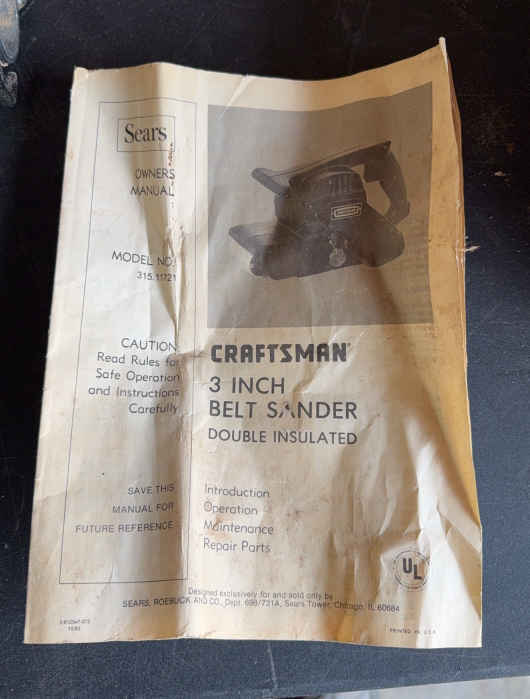 Sears
OWNERS
MANUAL
MODEL NO.
315.11721
CAUTION
Read Rules for
Safe Operation
and Instructions
Carefully
SAVE THIS
MANUAL FOR
FUTURE REFERENCE
CRAFTSMAN
3 INCH
BELT SANDER
DOUBLE INSULATED
Introduction
Operation
Maintenance
Repair Parts
UL
Designed exclusively for and sold only by
SEARS, ROEBUCK AND CO., Dept. 698/731A, Sears Tower, Chicago, IL 60684
PRINTED IN U.S.A.